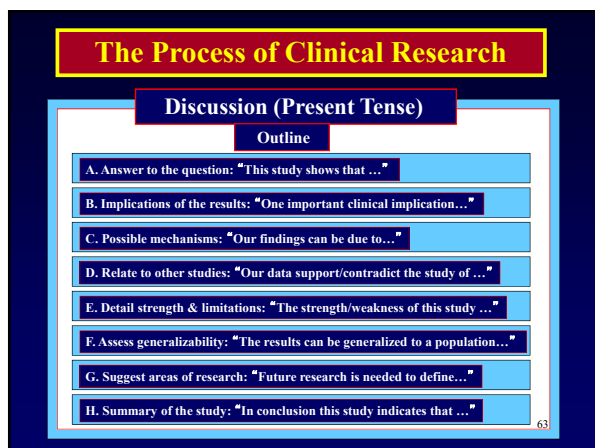 The Process of Clinical Research
Discussion (Present Tense)
Outline
A. Answer to the question: “This study shows that …”
B. Implications of the results: “One important clinical implication…”
C. Possible mechanisms: “Our findings can be due to…”
D. Relate to other studies: “Our data support/contradict the study of …”
E. Detail strength & limitations: “The strength/weakness of this study …”
F. Assess generalizability: “The results can be generalized to a population…”
G. Suggest areas of research: “Future research is needed to define…”
H. Summary of the study: “In conclusion this study indicates that …”
63